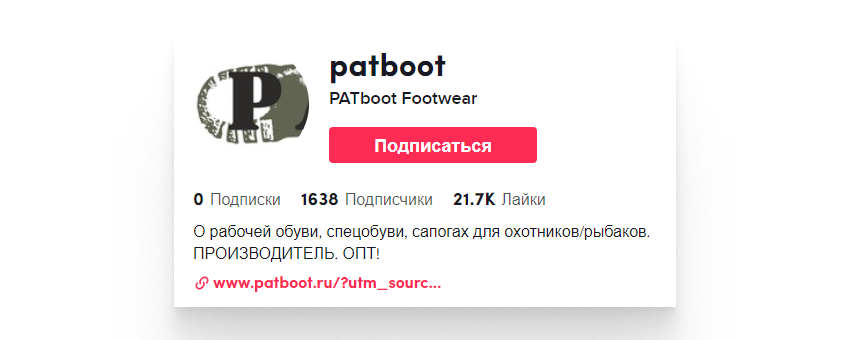 patboot
PATboot Footwear
P
Подписаться
0 Подписки 1638 Подписчики 21.7K Лайки
О рабочей обуви, спецобуви, сапогах для охотников/рыбаков.
ПРОИЗВОДИТЕЛЬ. ОПТ!
www.patboot.ru/?utm_sourc...